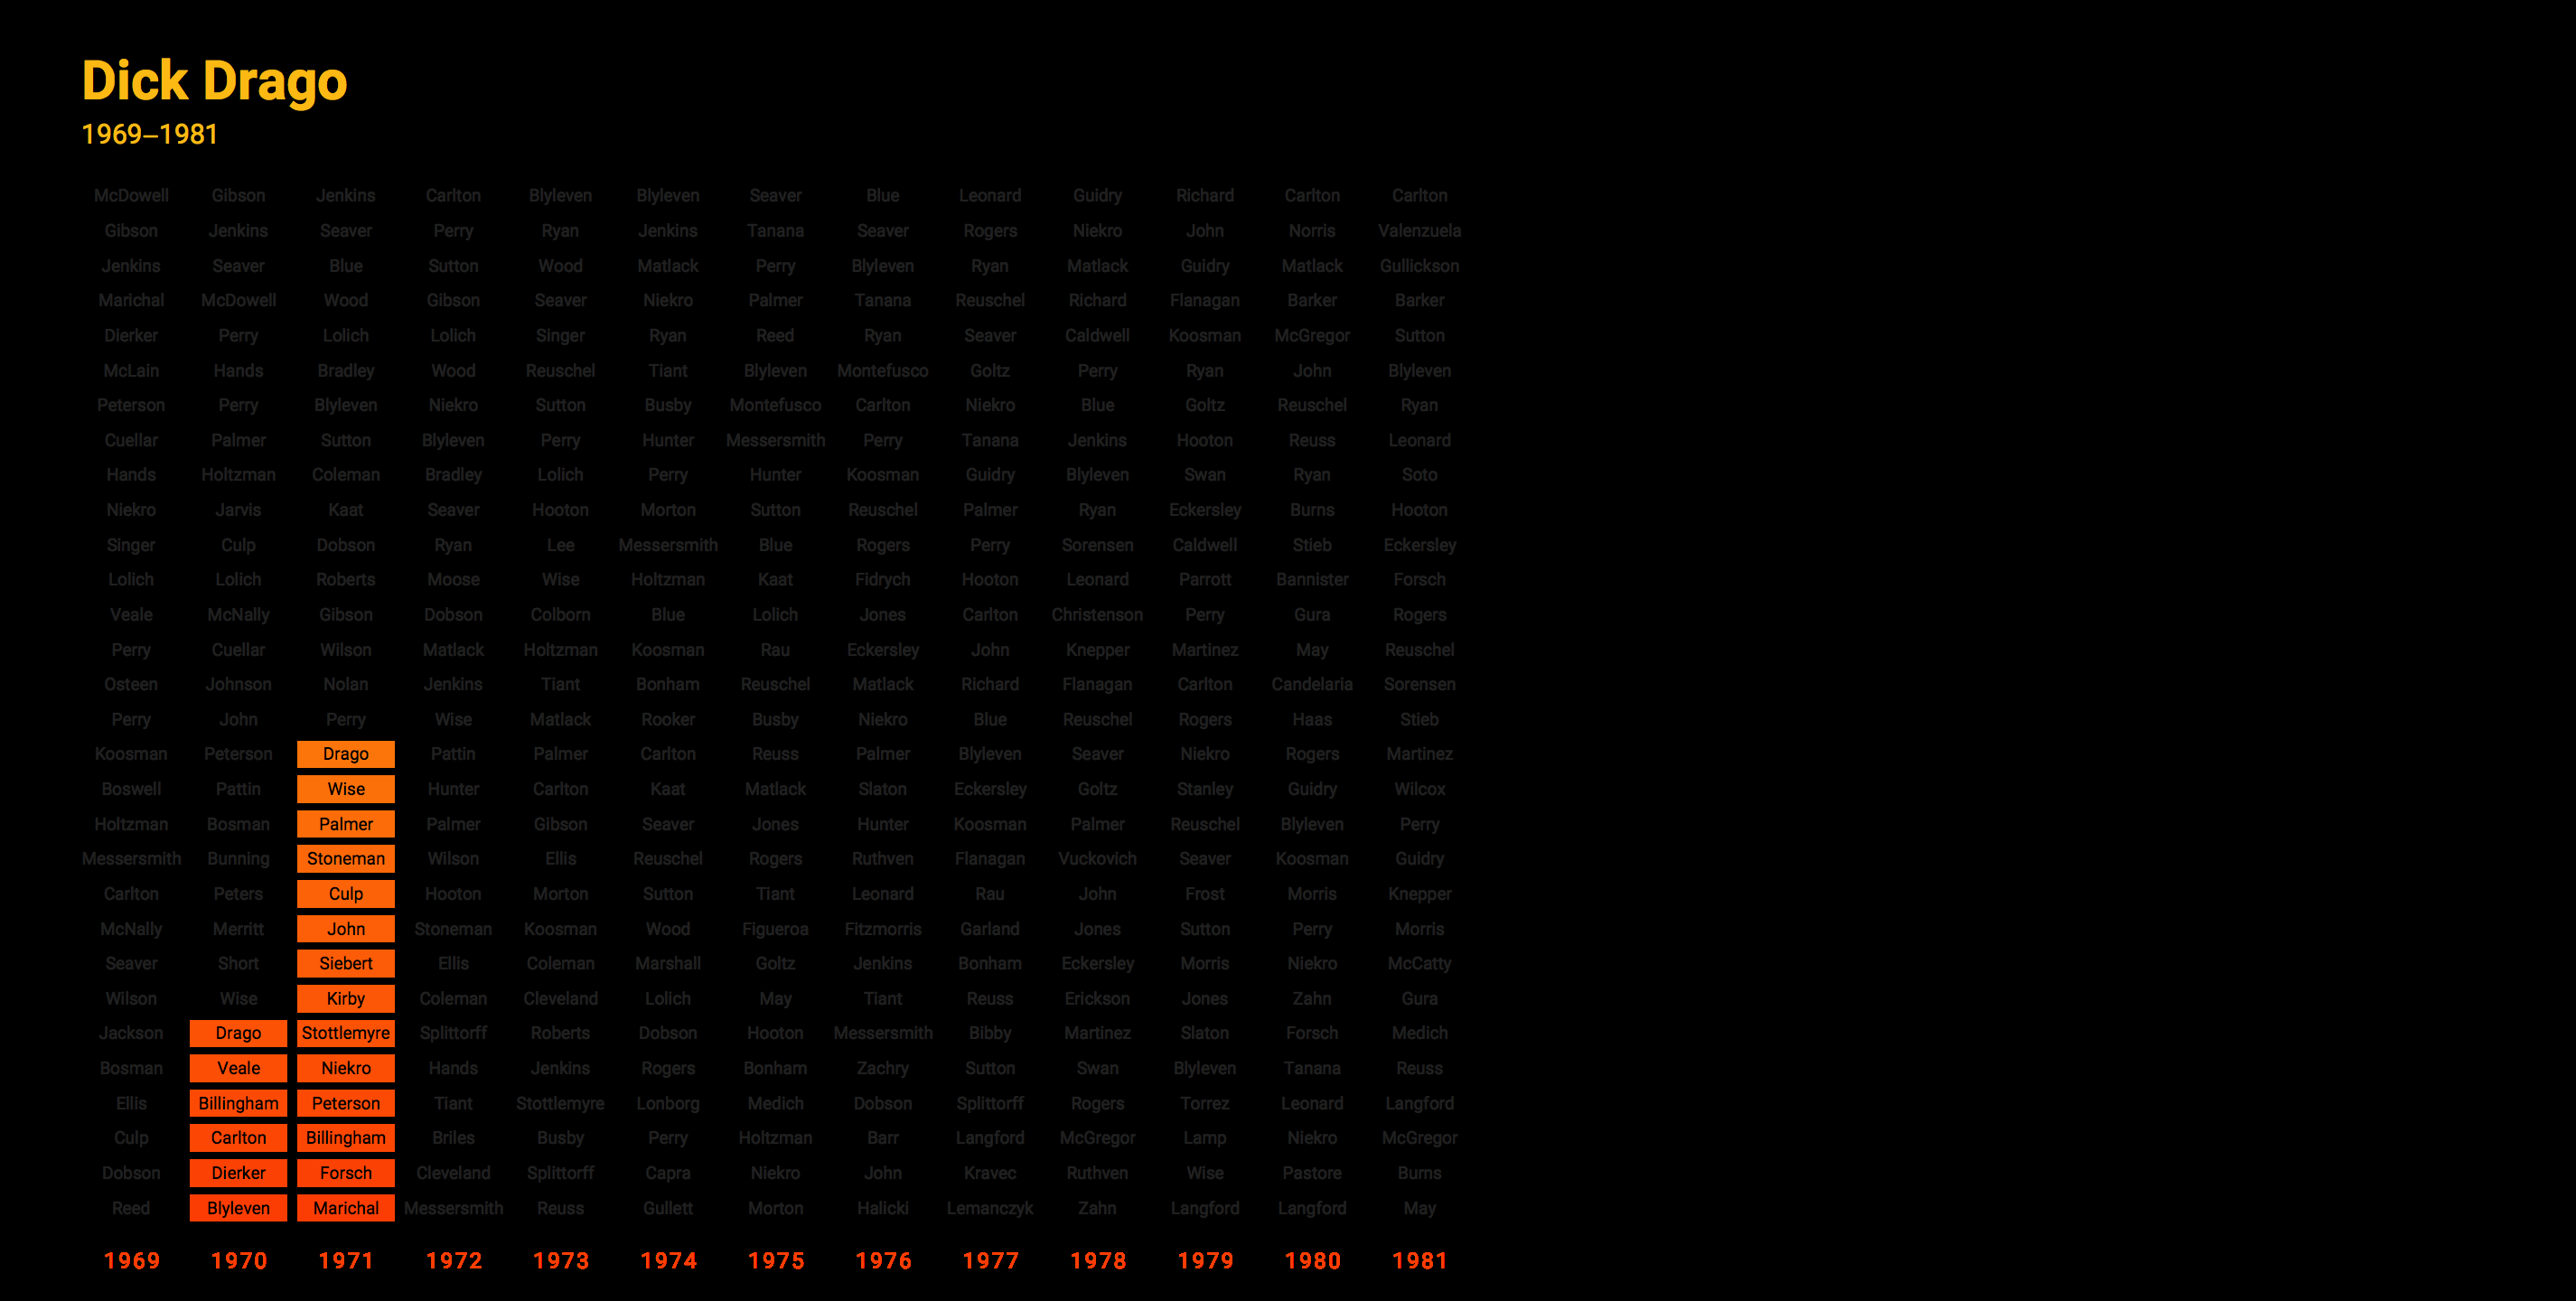 Dick Drago
1969–1981
McDowell Gibson Jenkins Carlton Blyleven Blyleven Seaver Blue Leonard Guidry Richard Carlton Carlton
Gibson Jenkins Seaver Perry Ryan Jenkins Tanana Seaver Rogers Niekro John Norris Valenzuela
Jenkins Seaver Blue Sutton Wood Matlack Perry Blyleven Ryan Matlack Guidry Matlack Gullickson
Marichal McDowell Wood Gibson Seaver Niekro Palmer Tanana Reuschel Richard Flanagan Barker Barker
Dierker Perry Lolich Lolich Singer Ryan Reed Ryan Seaver Caldwell Koosman McGregor Sutton
McLain Hands Bradley Wood Reuschel Tiant Blyleven Montefusco Goltz Perry Ryan John Blyleven
Peterson Perry Blyleven Niekro Sutton Busby Montefusco Carlton Niekro Blue Goltz Reuschel Ryan
Cuellar Palmer Sutton Blyleven Perry Hunter Messersmith Perry Tanana Jenkins Hooton Reuss Leonard
Hands Holtzman Coleman Bradley Lolich Perry Hunter Koosman Guidry Blyleven Swan Ryan Soto
Niekro Jarvis Kaat Seaver Hooton Morton Sutton Reuschel Palmer Ryan Eckersley Burns Hooton
Singer Culp Dobson Ryan Lee Messersmith Blue Rogers Perry Sorensen Caldwell Stieb Eckersley
Lolich Lolich Roberts Moose Wise Holtzman Kaat Fidrych Hooton Leonard Parrott Bannister Forsch
Veale McNally Gibson Dobson Colborn Blue Lolich Jones Carlton Christenson Perry Gura Rogers
Perry Cuellar Wilson Matlack Holtzman Koosman Rau Eckersley John Knepper Martinez May Reuschel
Osteen Johnson Nolan Jenkins Tiant Bonham Reuschel Matlack Richard Flanagan Carlton Candelaria Sorensen
Perry John Perry Wise Matlack Rooker Busby Niekro Blue Reuschel Rogers Haas Stieb
Koosman Peterson Drago Pattin Palmer Carlton Reuss Palmer Blyleven Seaver Niekro Rogers Martinez
Boswell Pattin Wise Hunter Carlton Kaat Matlack Slaton Eckersley Goltz Stanley Guidry Wilcox
Holtzman Bosman Palmer Palmer Gibson Seaver Jones Hunter Koosman Palmer Reuschel Blyleven Perry
Messersmith Bunning Stoneman Wilson Ellis Reuschel Rogers Ruthven Flanagan Vuckovich Seaver Koosman Guidry
Carlton Peters Culp Hooton Morton Sutton Tiant Leonard Rau John Frost Morris Knepper
McNally Merritt John Stoneman Koosman Wood Figueroa Fitzmorris Garland Jones Sutton Perry Morris
Seaver Short Siebert Ellis Coleman Marshall Goltz Jenkins Bonham Eckersley Morris Niekro McCatty
Wilson Wise Kirby Coleman Cleveland Lolich May Tiant Reuss Erickson Jones Zahn Gura
Jackson Drago Stottlemyre Splittorff Roberts Dobson Hooton Messersmith Bibby Martinez Slaton Forsch Medich
Bosman Veale Niekro Hands Jenkins Rogers Bonham Zachry Sutton Swan Blyleven Tanana Reuss
Ellis Billingham Peterson Tiant Stottlemyre Lonborg Medich Dobson Splittorff Rogers Torrez Leonard Langford
Culp Carlton Billingham Briles Busby Perry Holtzman Barr Langford McGregor Lamp Niekro McGregor
Dobson Dierker Forsch Cleveland Splittorff Capra Niekro John Kravec Ruthven Wise Pastore Burns
Reed Blyleven Marichal Messersmith Reuss Gullett Morton Halicki Lemanczyk Zahn Langford Langford May
1969 1970 1971 1972 1973 1974 1975 1976 1977 1978 1979 1980 1981